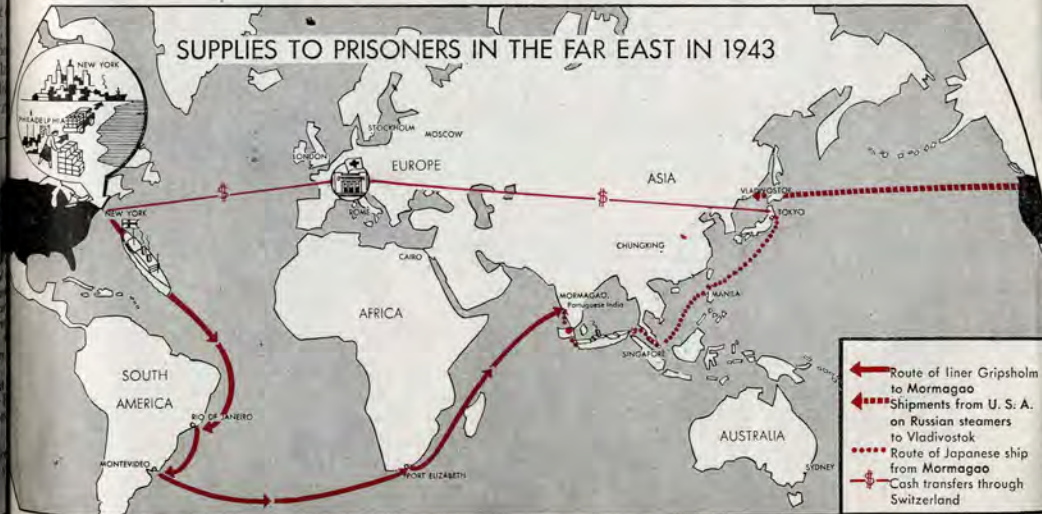 SUPPLIES TO PRISONERS IN THE FAR EAST IN 1943
NEW YORK
PHILADELPHIA
STOCKHOLM
MOSCOW
LONDON
EUROPE
ASIA
VLADIVOSTOK
NEW YORK
ROME
TOKYO
CHUNGKING
CAIRO
MANILA
MORMAGAO,
Portuguese India
AFRICA
SINGAPORE
SOUTH
AMERICA
RIO DE JANEIRO
AUSTRALIA
MONTEVIDEO
PORT ELIZABETH
SYDNEY
$
$
Route of liner Gripsholm
to Mormagao
Shipments from U. S. A.
on Russian steamers
to Vladivostok
Route of Japanese ship
from Mormagao
$ Cash transfers through
Switzerland